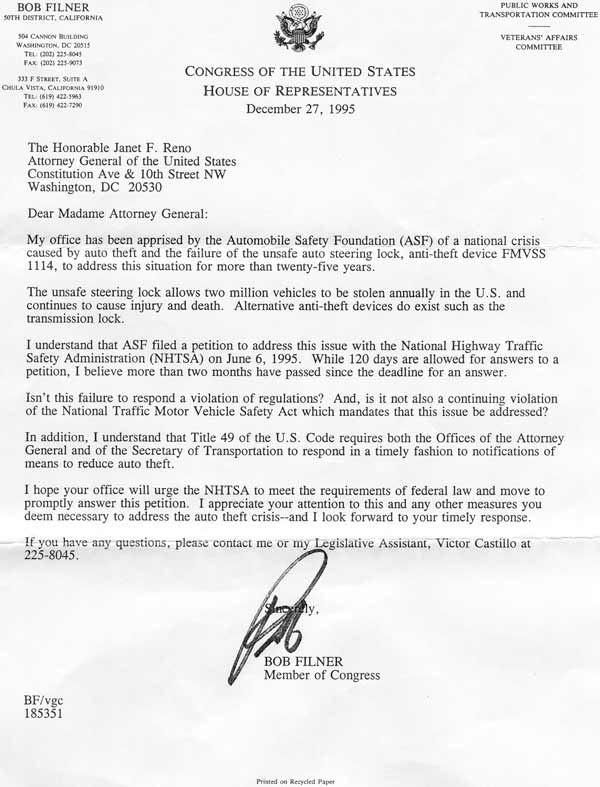 BOB FILNER
50TH DISTRICT, CALIFORNIA
504 CANNON BUILDING
WASHINGTON, DC 20515
TEL: (202) 225-8045
FAX: (202) 225-9073
333 F STREET, SUITE A
CHULA VISTA, CALIFORNIA 91910
TEL: (619) 422-5963
FAX: (619) 422-7290
PUBLIC WORKS AND
TRANSPORTATION COMMITTEE
VETERANS' AFFAIRS
COMMITTEE
CONGRESS OF THE UNITED STATES
HOUSE OF REPRESENTATIVES
December 27, 1995
The Honorable Janet F. Reno
Attorney General of the United States
Constitution Ave & 10th Street NW
Washington, DC 20530
Dear Madame Attorney General:
My office has been apprised by the Automobile Safety Foundation (ASF) of a national crisis
caused by auto theft and the failure of the unsafe auto steering lock, anti-theft device FMVSS
1114, to address this situation for more than twenty-five years.
The unsafe steering lock allows two million vehicles to be stolen annually in the U.S. and
continues to cause injury and death. Alternative anti-theft devices do exist such as the
transmission lock.
I understand that ASF filed a petition to address this issue with the National Highway Traffic
Safety Administration (NHTSA) on June 6, 1995. While 120 days are allowed for answers to a
petition, I believe more than two months have passed since the deadline for an answer.
Isn't this failure to respond a violation of regulations? And, is it not also a continuing violation
of the National Traffic Motor Vehicle Safety Act which mandates that this issue be addressed?
In addition, I understand that Title 49 of the U.S. Code requires both the Offices of the Attorney
General and of the Secretary of Transportation to respond in a timely fashion to notifications of
means to reduce auto theft.
I hope your office will urge the NHTSA to meet the requirements of federal law and move to
promptly answer this petition. I appreciate your attention to this and any other measures you
deem necessary to address the auto theft crisis--and I look forward to your timely response.
If you have any questions, please contact me or my Legislative Assistant, Victor Castillo at
225-8045.
Sincerely,
BOB FILNER
Member of Congress
BF/vgc
185351
Printed on Recycled Paper